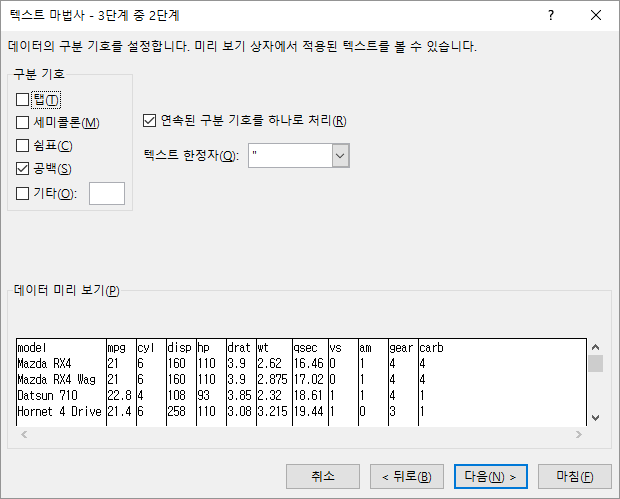 텍스트 마법사 - 3단계 중 2단계
데이터의 구분 기호를 설정합니다. 미리 보기 상자에서 적용된 텍스트를 볼 수 있습니다.
구분 기호
탭(T)
세미콜론(M)
쉼표(C)
공백(S)
기타(O):
연속된 구분 기호를 하나로 처리(R)
텍스트 한정자(Q): "
데이터 미리 보기(P)
model mpg cyl disp hp drat wt qsec vs am gear carb
Mazda RX4 21 6 160 110 3.9 2.62 16.46 0 1 4 4
Mazda RX4 Wag 21 6 160 110 3.9 2.875 17.02 0 1 4 4
Datsun 710 22.8 4 108 93 3.85 2.32 18.61 1 1 4 1
Hornet 4 Drive 21.4 6 258 110 3.08 3.215 19.44 1 0 3 1
취소 < 뒤로(B) 다음(N) > 마침(F)